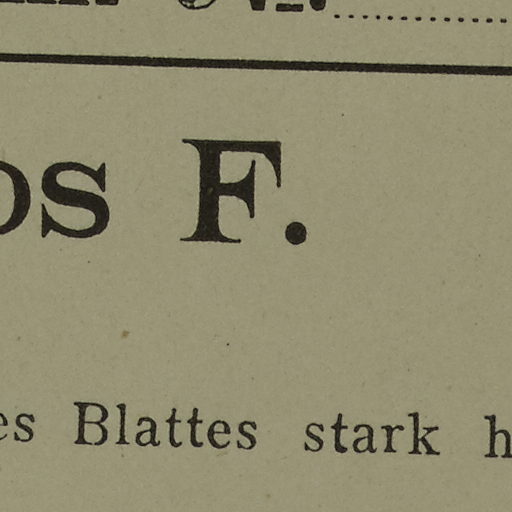 os F.
es Blattes stark h